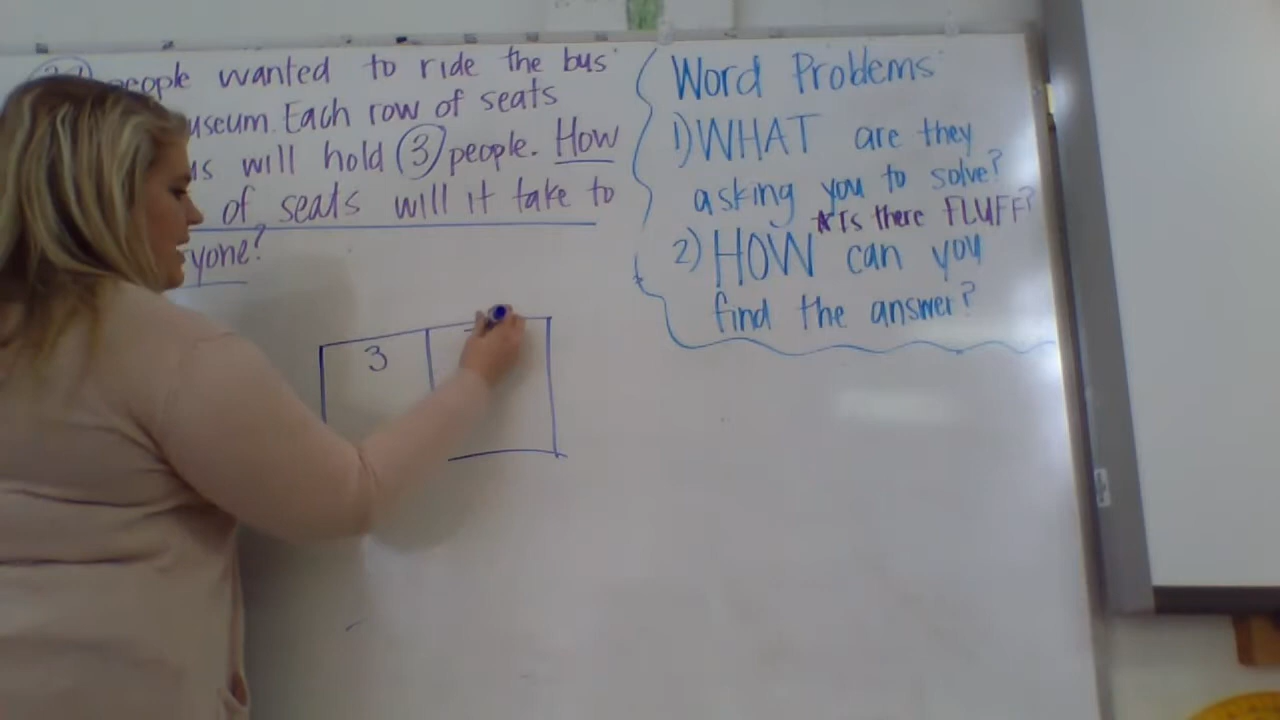 people wanted to ride the bus
Each row of seats
will hold 3 people. How
of seats will it take to
Word Problems
1) WHAT are they
asking you to solve?
*Is there FLUFF?
2) HOW can you
find the answer?
3